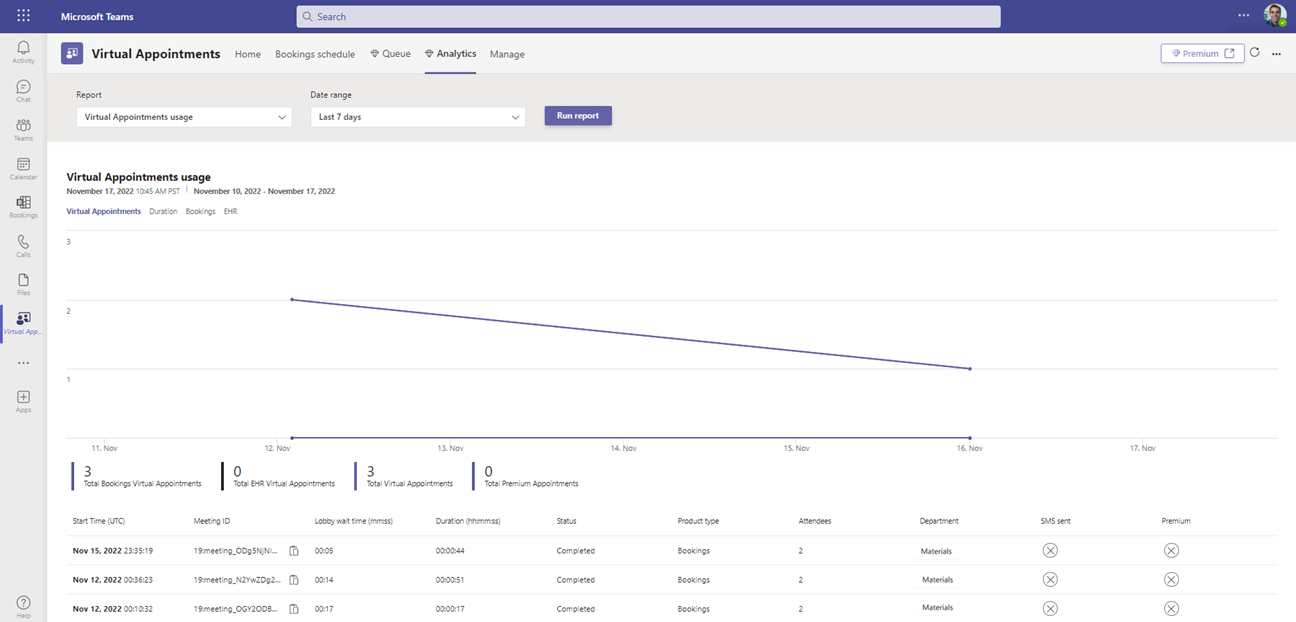 Microsoft Teams
Search
Activity
Chat
Teams
Calendar
Bookings
Calls
Files
Virtual App...
Apps
Help
Virtual Appointments Home Bookings schedule Queue Analytics Manage Premium
Report Date range
Virtual Appointments usage Last 7 days Run report
Virtual Appointments usage
November 17, 2022 10:45 AM PST | November 10, 2022 - November 17, 2022
Virtual Appointments Duration Bookings EHR
3
2
1
11. Nov 12. Nov 13. Nov 14. Nov 15. Nov 16. Nov 17. Nov
3 0 3 0
Total Bookings Virtual Appointments Total EHR Virtual Appointments Total Virtual Appointments Total Premium Appointments
Start Time (UTC) Meeting ID Lobby wait time (mm:ss) Duration (hh:mm:ss) Status Product type Attendees Department SMS sent Premium
Nov 15, 2022 23:35:19 19:meeting_ODg5NjNl... 00:05 00:00:44 Completed Bookings 2 Materials
Nov 12, 2022 00:36:23 19:meeting_N2YwZDg2... 00:14 00:00:51 Completed Bookings 2 Materials
Nov 12, 2022 00:10:32 19:meeting_OGY2ODB... 00:17 00:00:17 Completed Bookings 2 Materials